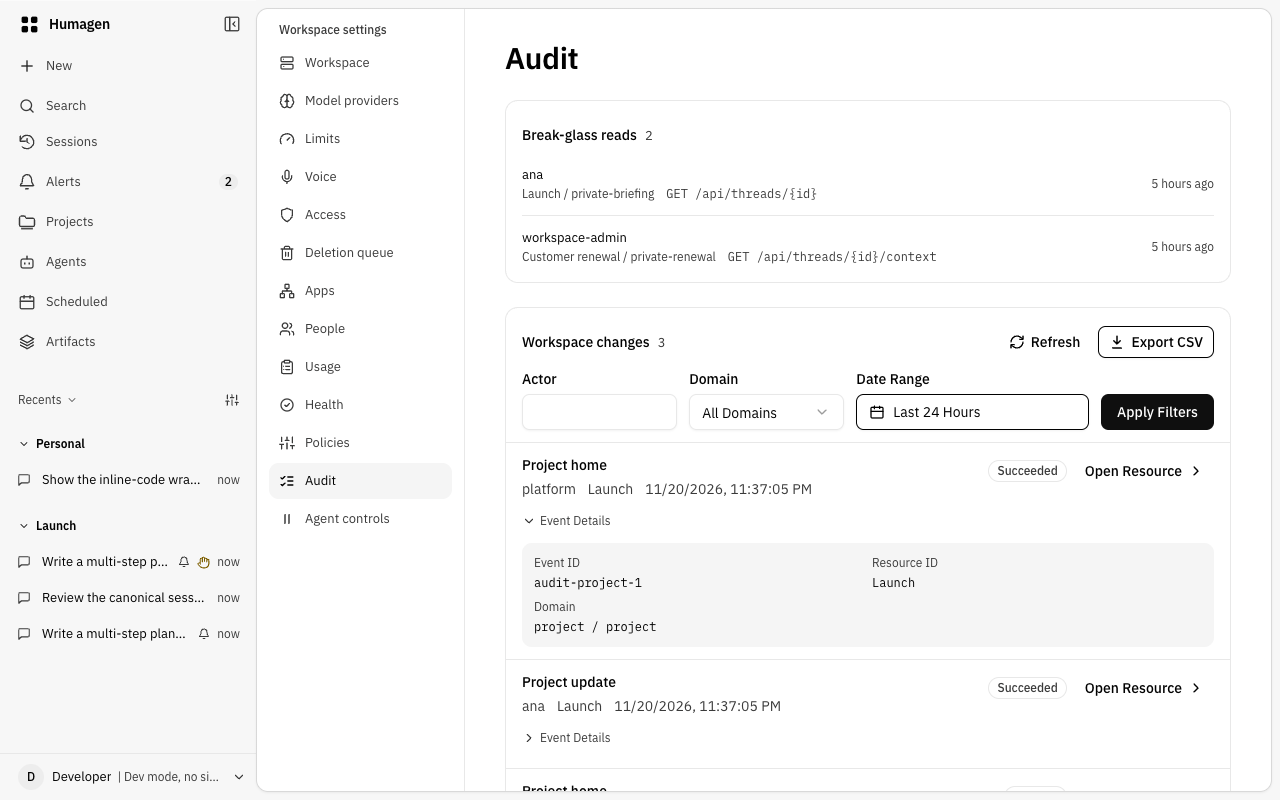 Humagen
New
Search
Sessions
Alerts 2
Projects
Agents
Scheduled
Artifacts
Recents
Personal
Show the inline-code wra... now
Launch
Write a multi-step p... now
Review the canonical sess... now
Write a multi-step plan... now
D Developer | Dev mode, no si...
Workspace settings
Workspace
Model providers
Limits
Voice
Access
Deletion queue
Apps
People
Usage
Health
Policies
Audit
Agent controls
Audit
Break-glass reads 2
ana
Launch / private-briefing GET /api/threads/{id}
5 hours ago
workspace-admin
Customer renewal / private-renewal GET /api/threads/{id}/context
5 hours ago
Workspace changes 3
Refresh
Export CSV
Actor
Domain
Date Range
All Domains
Last 24 Hours
Apply Filters
Project home
platform Launch 11/20/2026, 11:37:05 PM
Succeeded
Open Resource
Event Details
Event ID
audit-project-1
Resource ID
Launch
Domain
project / project
Project update
ana Launch 11/20/2026, 11:37:05 PM
Succeeded
Open Resource
Event Details
Project home